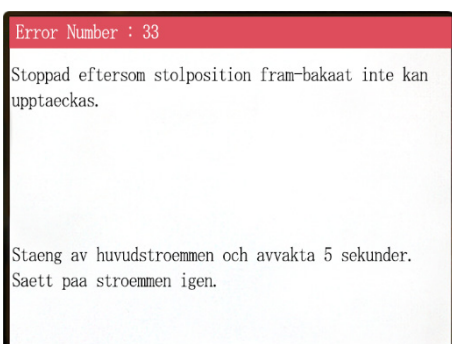 Error Number : 33
Stoppad eftersom stolposition fram-bakaat inte kan
upptaeckas.
Staeng av huvudstroemmen och avvakta 5 sekunder.
Saett paa stroemmen igen.